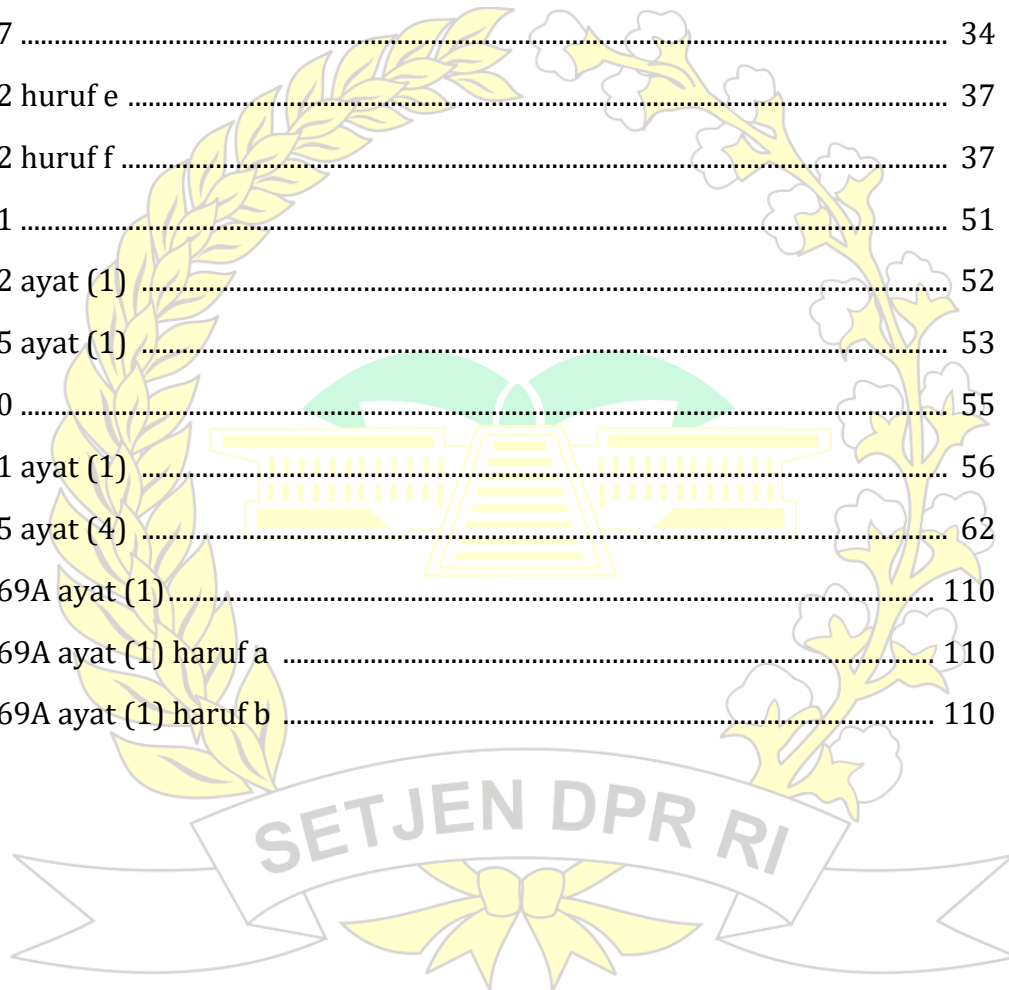 7 ........ 34
2 huruf e ........ 37
2 huruf f ........ 37
1 ........ 51
2 ayat (1) ........ 52
5 ayat (1) ........ 53
0 ........ 55
1 ayat (1) ........ 56
5 ayat (4) ........ 62
69A ayat (1) ........ 110
69A ayat (1) haruf a ........ 110
69A ayat (1) haruf b ........ 110
SETJEN DPR RI